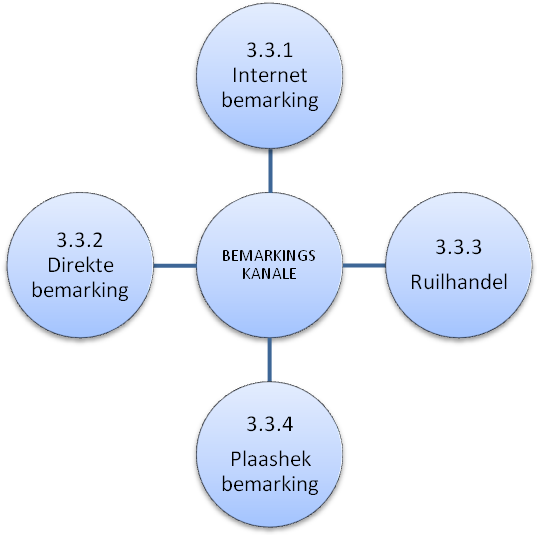 3.3.1
Internet
bemarking
3.3.2
Direkte
bemarking
BEMARKINGS
KANALE
3.3.3
Ruilhandel
3.3.4
Plaashek
bemarking